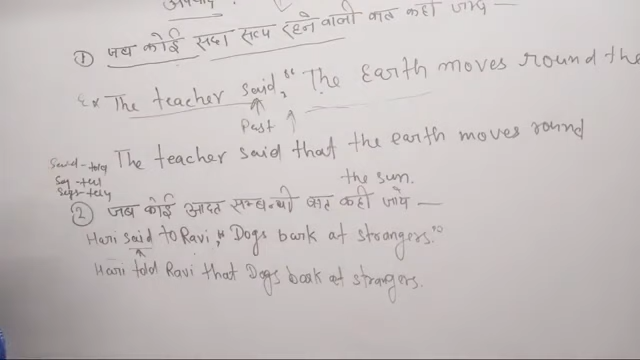 अपवाद
① जब कोई सदा सत्य रहने वाली बात कही जाये —
Ex The teacher said, "The Earth moves round the
Past
The teacher said that the earth moves round
the sun.
Said - told
Say - tell
Says - tells
② जब कोई आदत सम्बन्धी बात कही जाये —
Hari said to Ravi, "Dogs bark at strangers."
Hari told Ravi that Dogs bark at strangers.